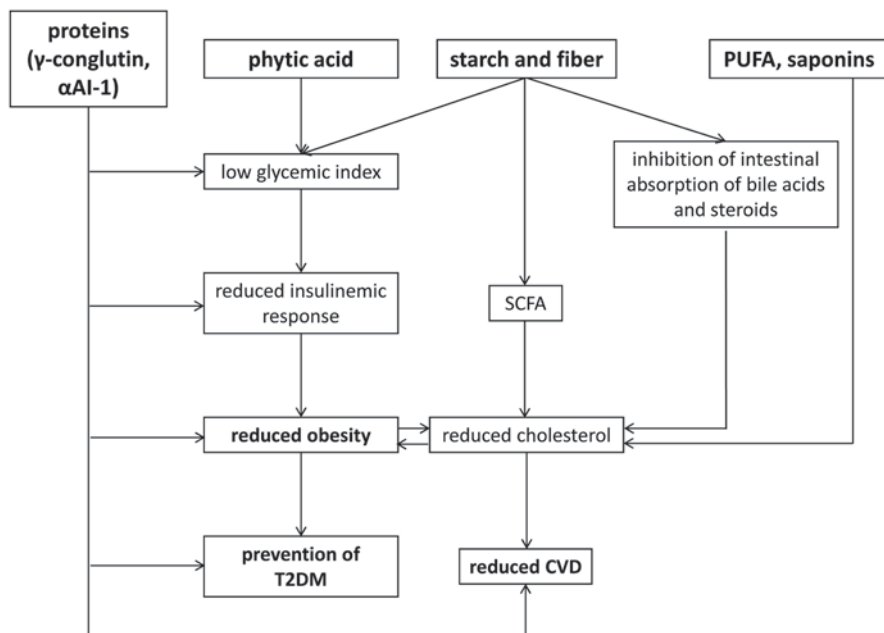 proteins
(γ-conglutin,
αAI-1)
phytic acid
starch and fiber
PUFA, saponins
low glycemic index
inhibition of intestinal
absorption of bile acids
and steroids
reduced insulinemic
response
SCFA
reduced obesity
reduced cholesterol
prevention of
T2DM
reduced CVD